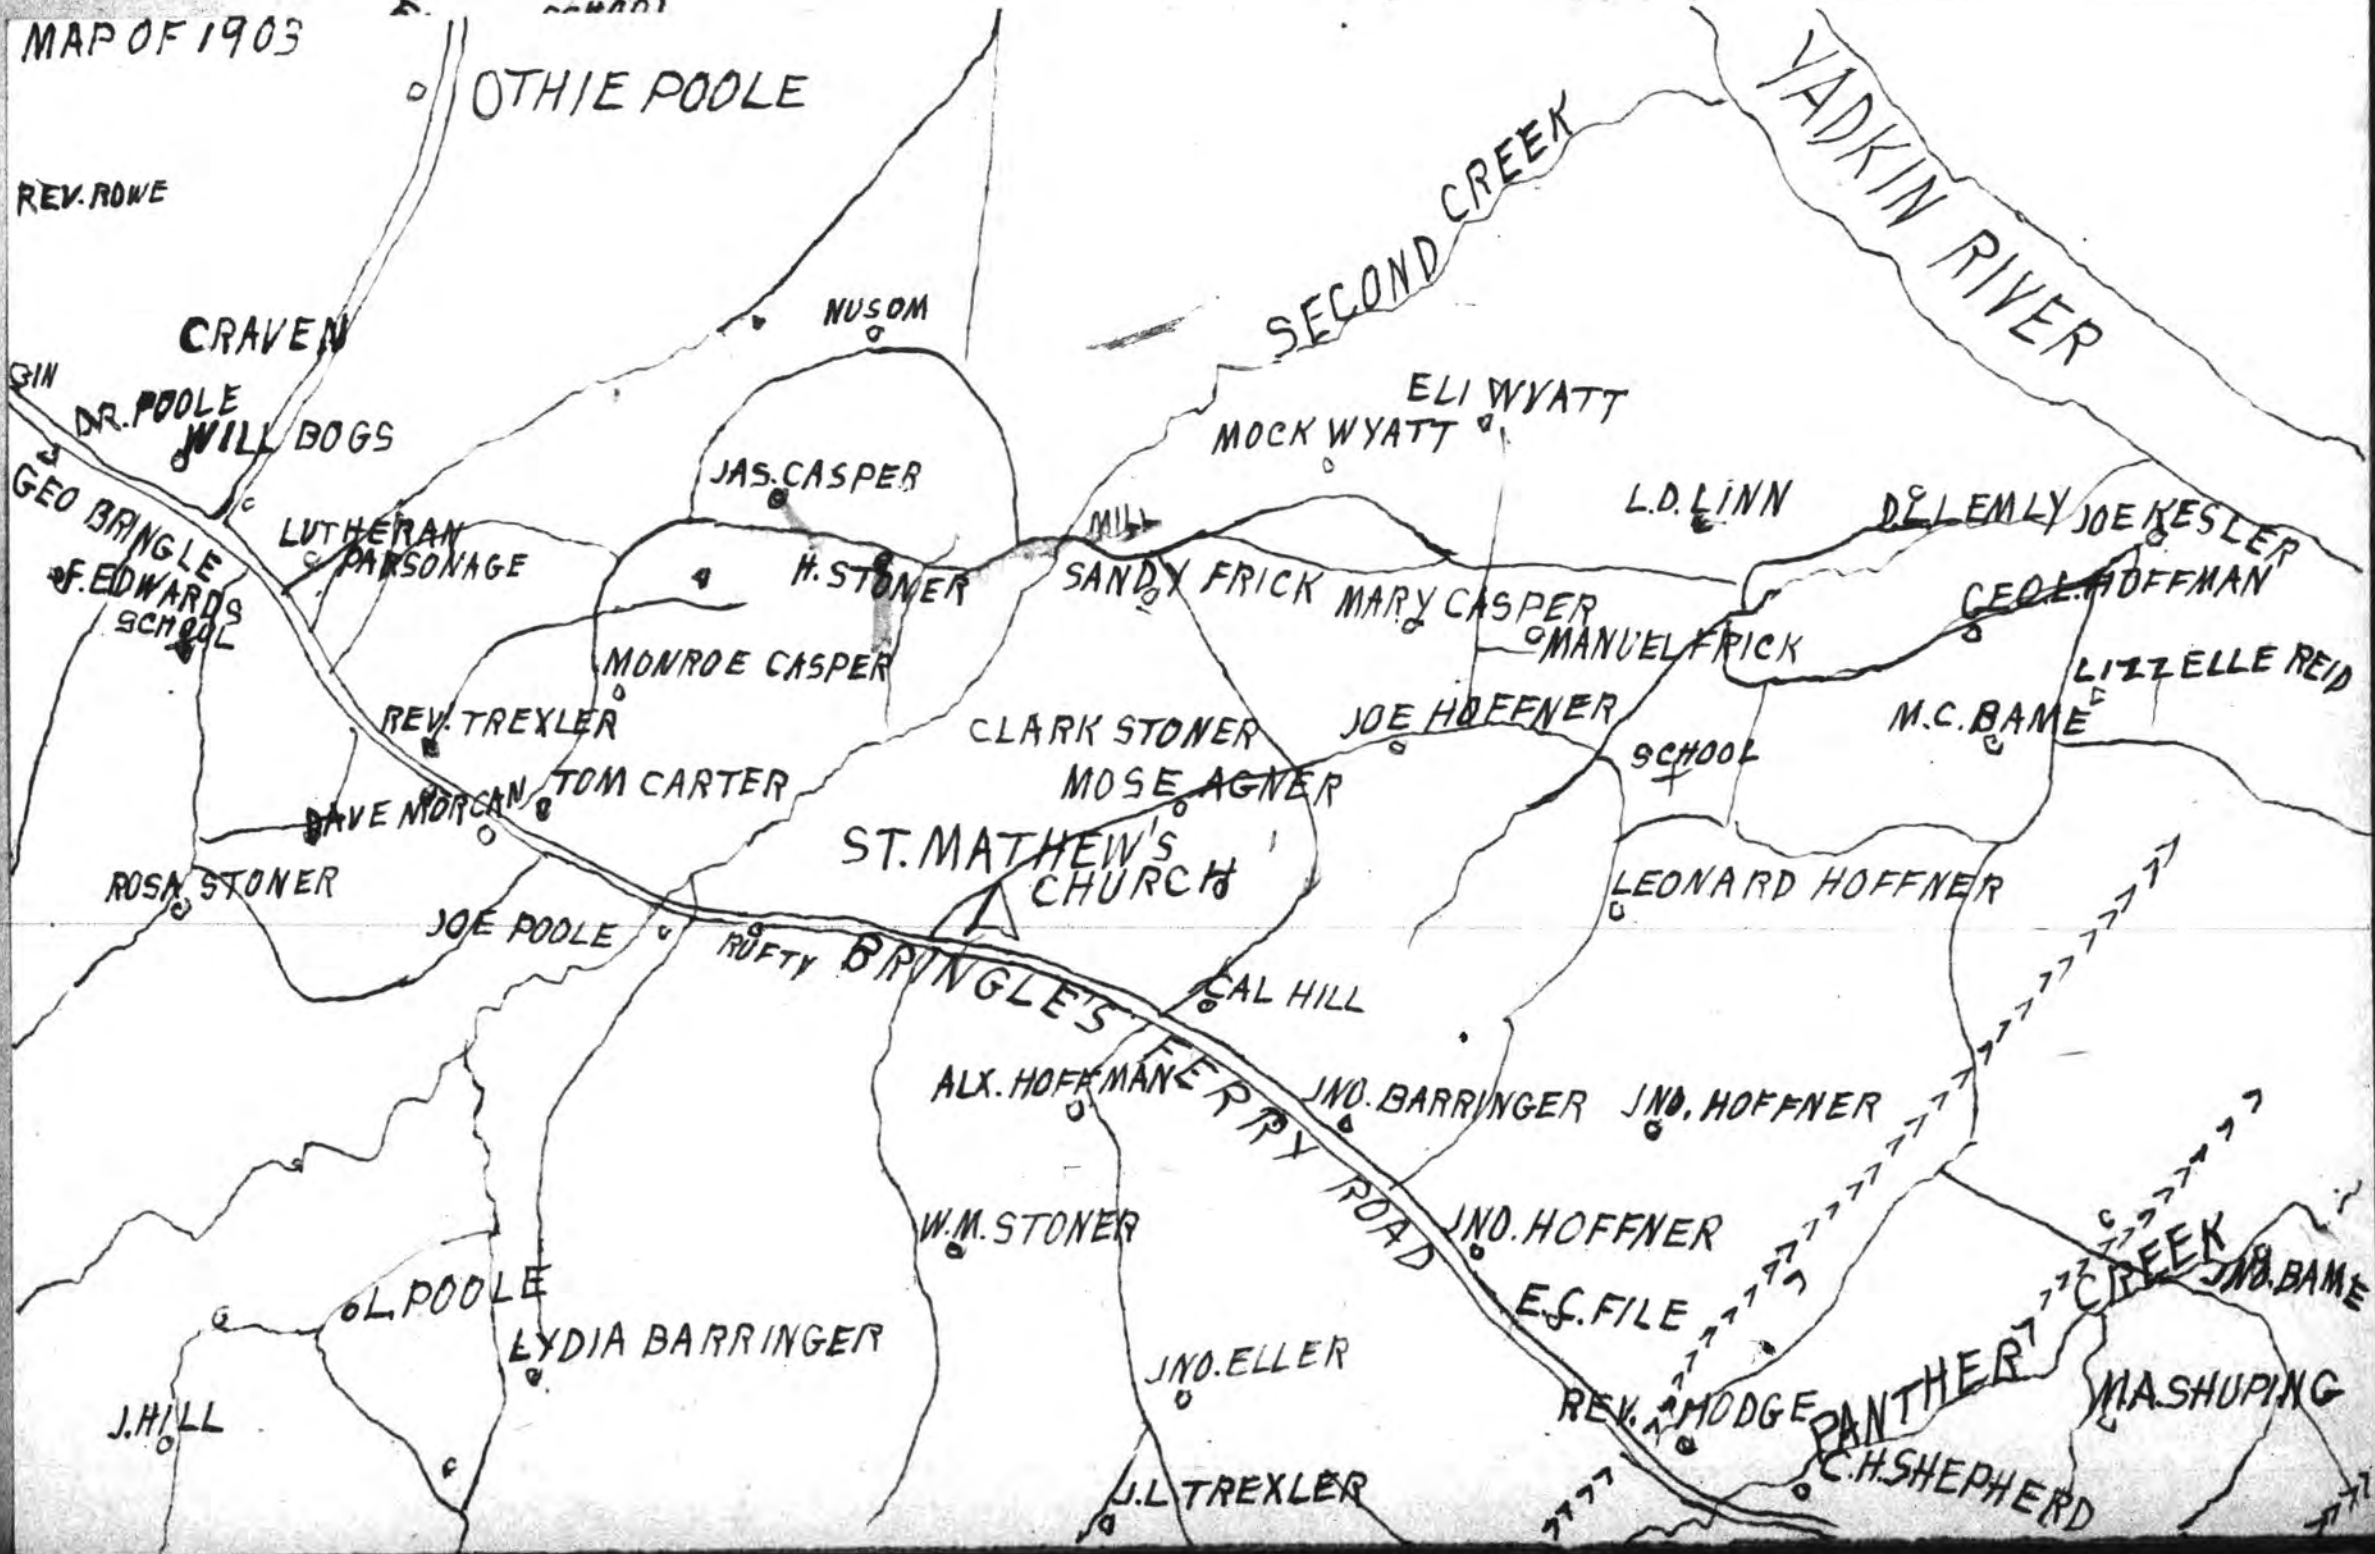 SCHOOL
MAP OF 1903
OTHIE POOLE
REV. ROWE
YADKIN RIVER
SECOND CREEK
CRAVEN
NUSOM
DR. POOLE
WILL BOGS
GEO BRINGLE
ELI WYATT
MOCK WYATT
JAS. CASPER
L.D. LINN
D.L. LEMLY
JOE KESLER
LUTHERAN
PARSONAGE
MILL
F. EDWARDS
SCHOOL
H. STONER
SANDY FRICK
MARY CASPER
GEO. L. HOFFMAN
MANUEL FRICK
MONROE CASPER
LIZZELLE REID
REV. TREXLER
CLARK STONER
JOE HOFFNER
M.C. BAME
SCHOOL
TOM CARTER
MOSE AGNER
DAVE MORGAN
ST. MATHEW'S
CHURCH
ROSA STONER
LEONARD HOFFNER
JOE POOLE
RUFTY
BRINGLE'S FERRY ROAD
CAL HILL
ALX. HOFFMAN
JNO. BARRINGER
JNO. HOFFNER
W.M. STONER
JNO. HOFFNER
PANTHER CREEK
JNO. BAME
L. POOLE
E.C. FILE
LYDIA BARRINGER
JNO. ELLER
M.A. SHUPING
REV. HODGE
J. HILL
C.H. SHEPHERD
J.L TREXLER